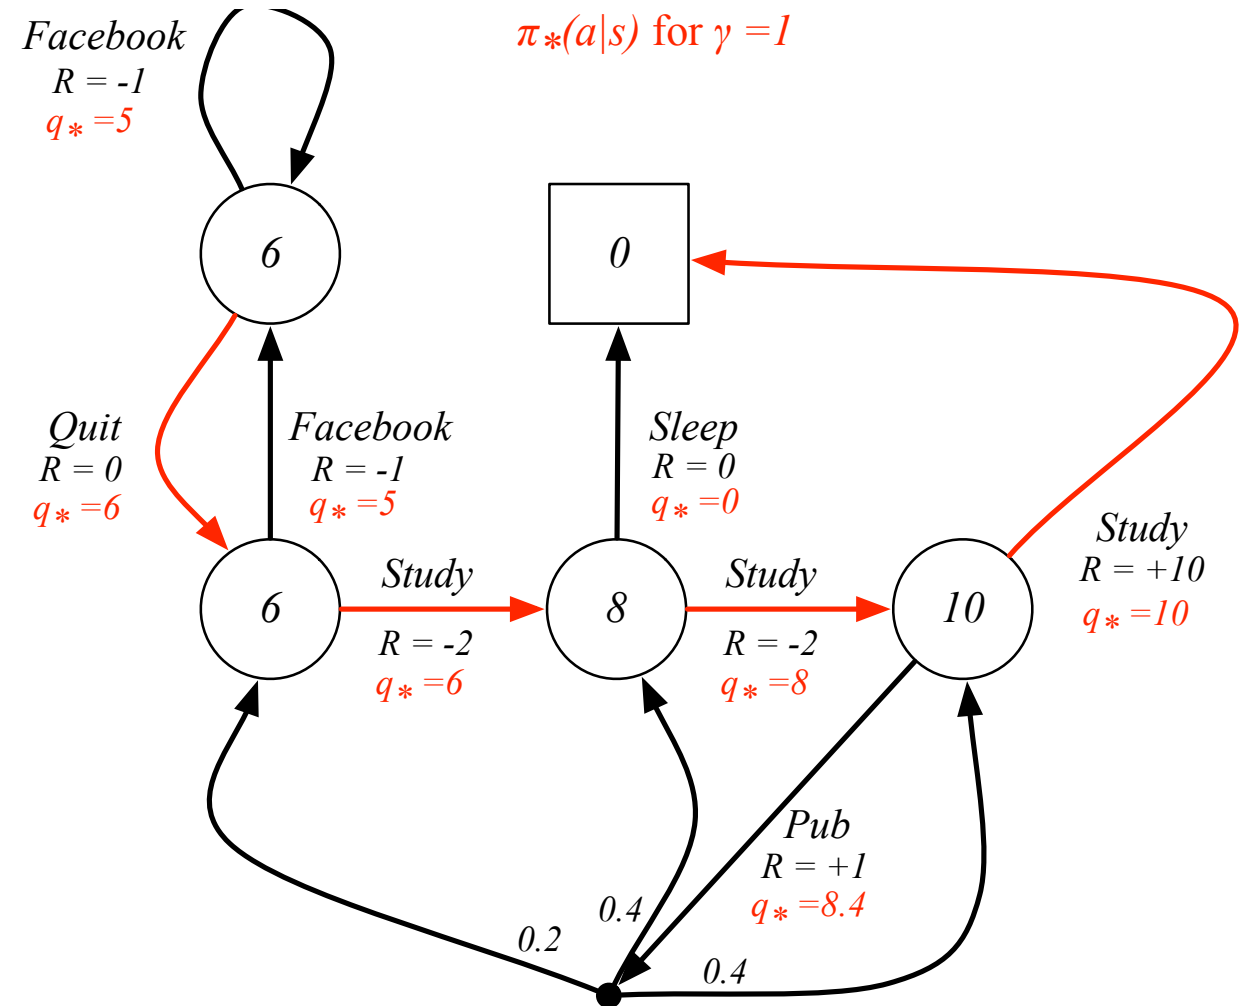 π*(a|s) for γ =1
Facebook
R = -1
q* =5
6
0
Quit
R = 0
q* =6
Facebook
R = -1
q* =5
Sleep
R = 0
q* =0
Study
R = +10
q* =10
6
Study
R = -2
q* =6
8
Study
R = -2
q* =8
10
Pub
R = +1
q* =8.4
0.2
0.4
0.4